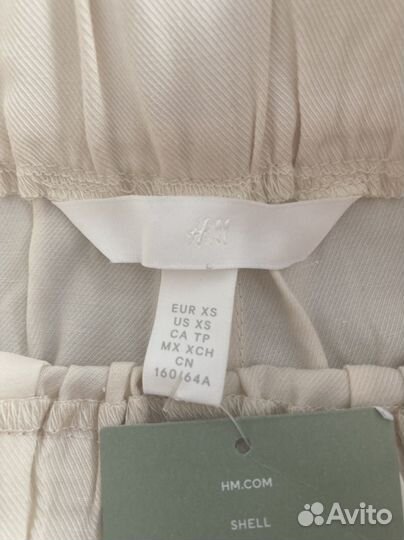 H&M
EUR XS
US XS
CA TP
MX XCH
CN
160/64A
HM.COM
SHELL
Avito